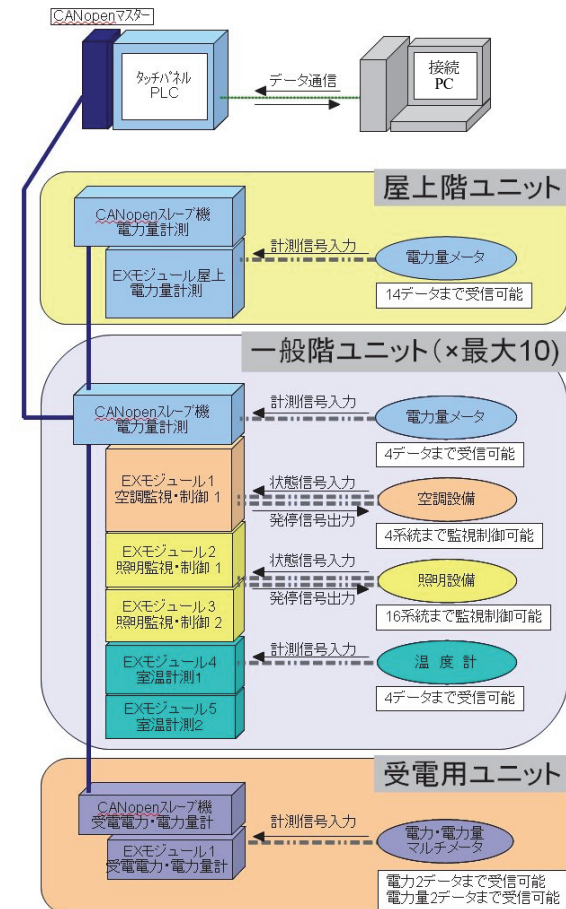 CANopenマスター
タッチパネル
PLC
データ通信
接続
PC
屋上階ユニット
CANopenスレーブ機
電力量計測
EXモジュール屋上
電力量計測
計測信号入力
電力量メータ
14データまで受信可能
一般階ユニット(×最大10)
CANopenスレーブ機
電力量計測
計測信号入力
電力量メータ
4データまで受信可能
EXモジュール1
空調監視・制御 1
状態信号入力
発停信号出力
空調設備
4系統まで監視制御可能
EXモジュール2
照明監視・制御 1
EXモジュール3
照明監視・制御 2
状態信号入力
発停信号出力
照明設備
16系統まで監視制御可能
EXモジュール4
室温計測1
EXモジュール5
室温計測2
計測信号入力
温 度 計
4データまで受信可能
受電用ユニット
CANopenスレーブ機
受電電力・電力量計
EXモジュール1
受電電力・電力量計
計測信号入力
電力・電力量
マルチメータ
電力2データまで受信可能
電力量2データまで受信可能